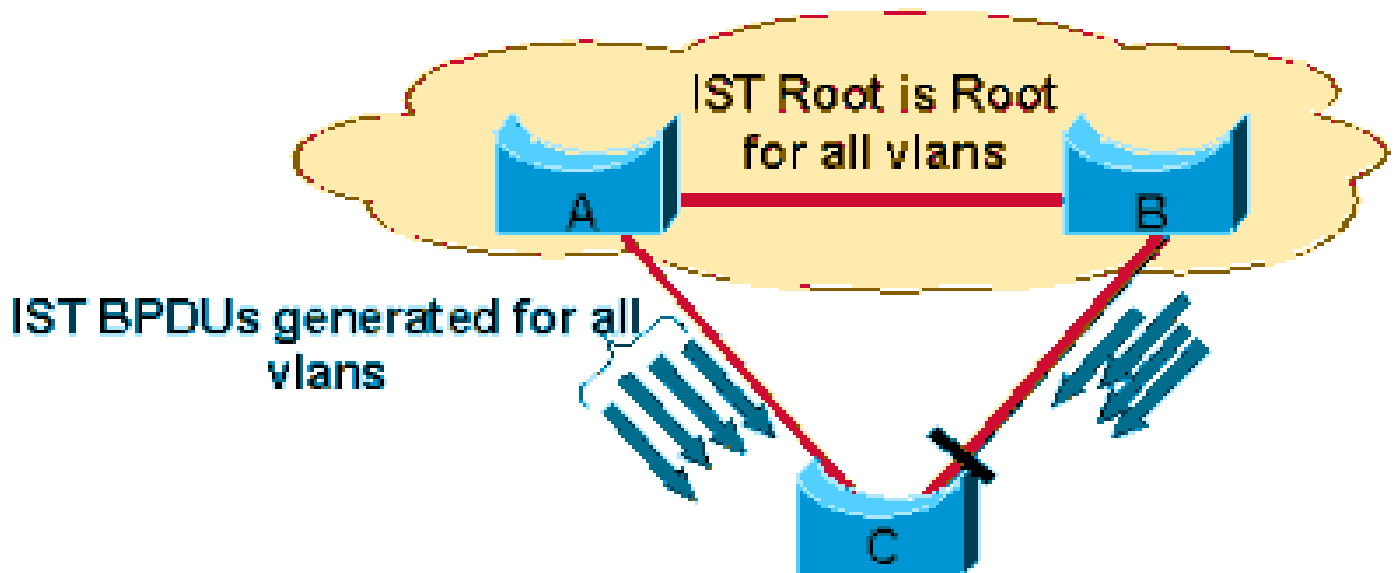 IST Root is Root
for all vlans
A
B
IST BPDUs generated for all
vlans
C